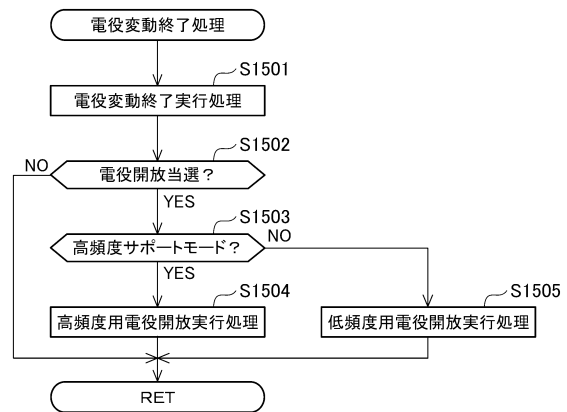 電役変動終了処理
S1501
電役変動終了実行処理
S1502
NO
電役開放当選？
YES
S1503
高頻度サポートモード？
NO
YES
S1504
S1505
高頻度用電役開放実行処理
低頻度用電役開放実行処理
RET